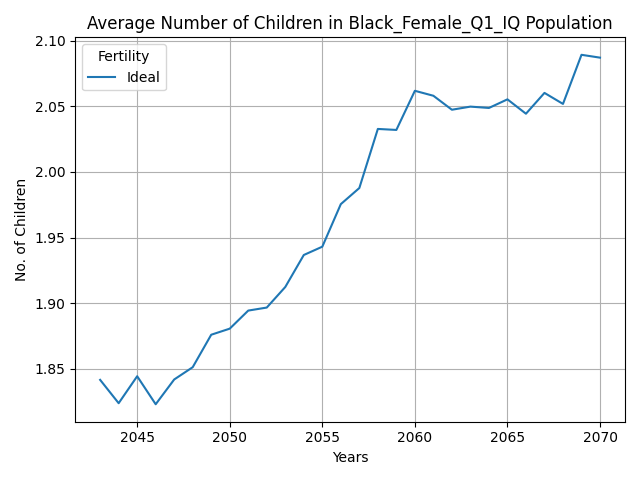 Average Number of Children in Black_Female_Q1_IQ Population
Fertility
Ideal
2.10
2.05
2.00
1.95
1.90
1.85
No. of Children
2045 2050 2055 2060 2065 2070
Years